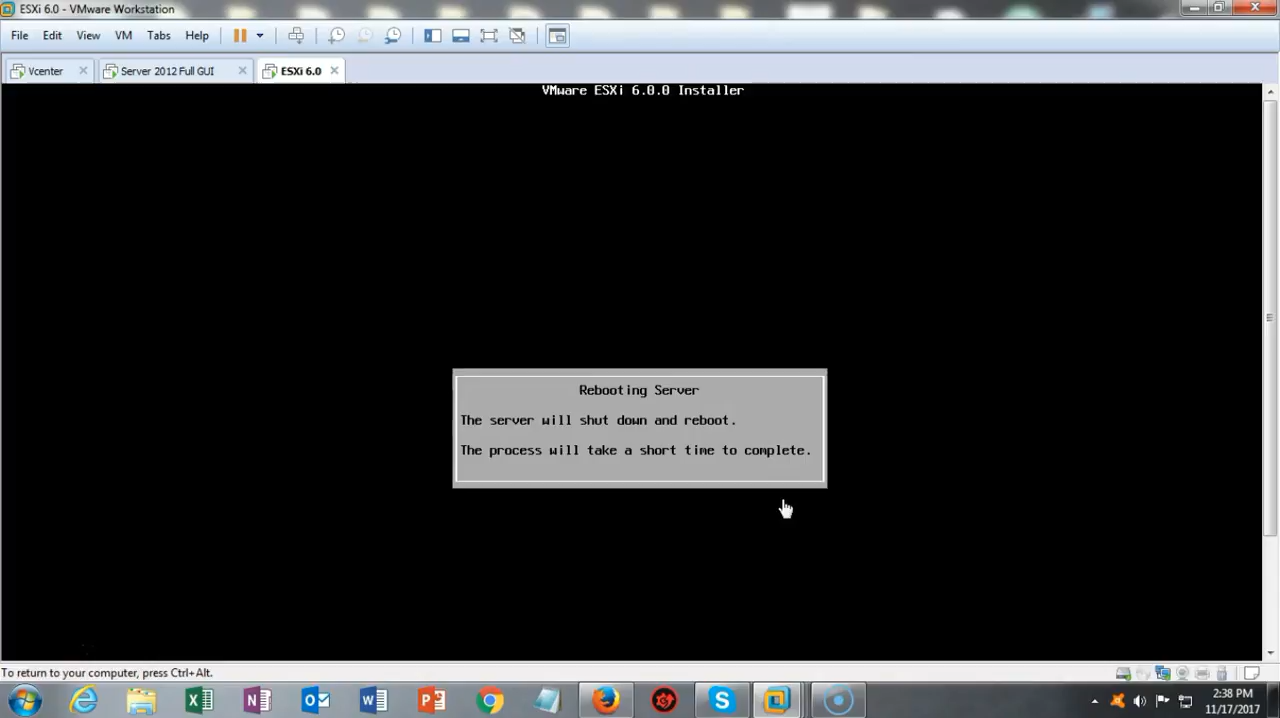 ESXi 6.0 - VMware Workstation
File Edit View VM Tabs Help
Vcenter Server 2012 Full GUI ESXi 6.0
VMware ESXi 6.0.0 Installer
Rebooting Server
The server will shut down and reboot.
The process will take a short time to complete.
To return to your computer, press Ctrl+Alt.
2:38 PM
11/17/2017